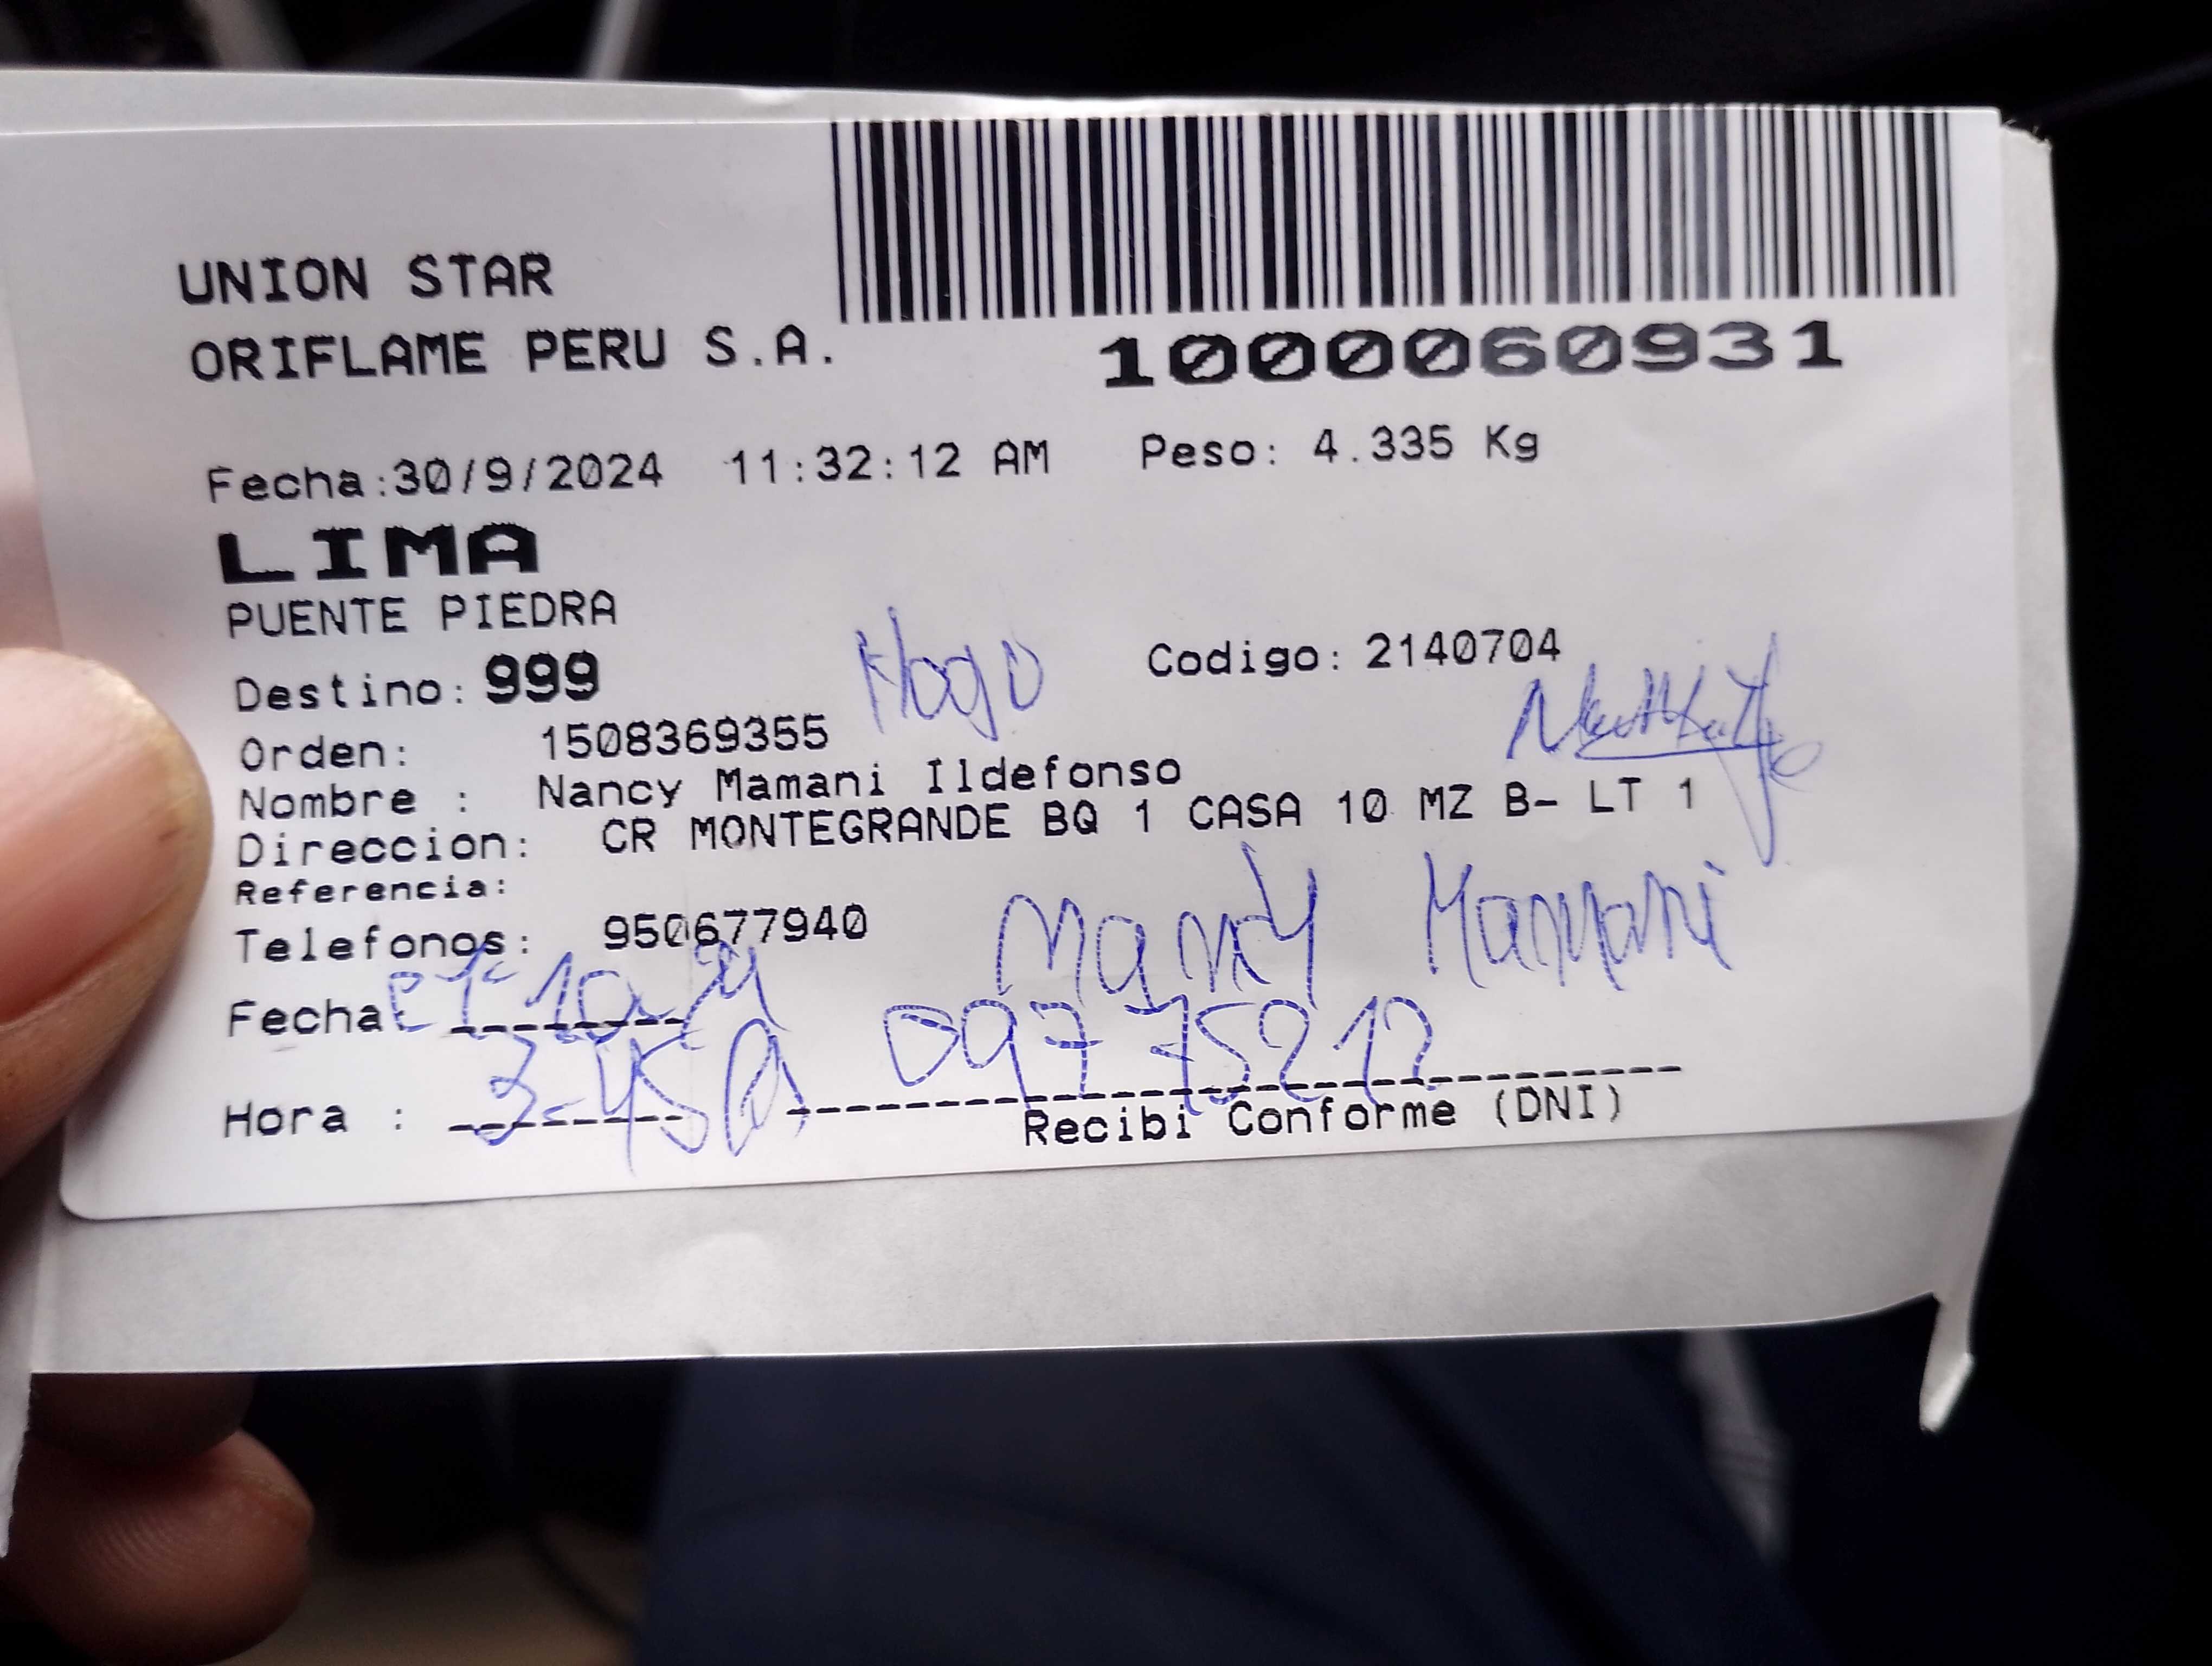 UNION STAR
ORIFLAME PERU S.A.
1000060931
Fecha:30/9/2024 11:32:12 AM Peso: 4.335 Kg
LIMA
PUENTE PIEDRA
Destino: 999 Codigo: 2140704
Orden: 1508369355
Nombre : Nancy Mamani Ildefonso
Direccion: CR MONTEGRANDE BQ 1 CASA 10 MZ B- LT 1
Referencia:
Telefonos: 950677940
Mamani
Fecha
09775212
Hora :
Recibi Conforme (DNI)